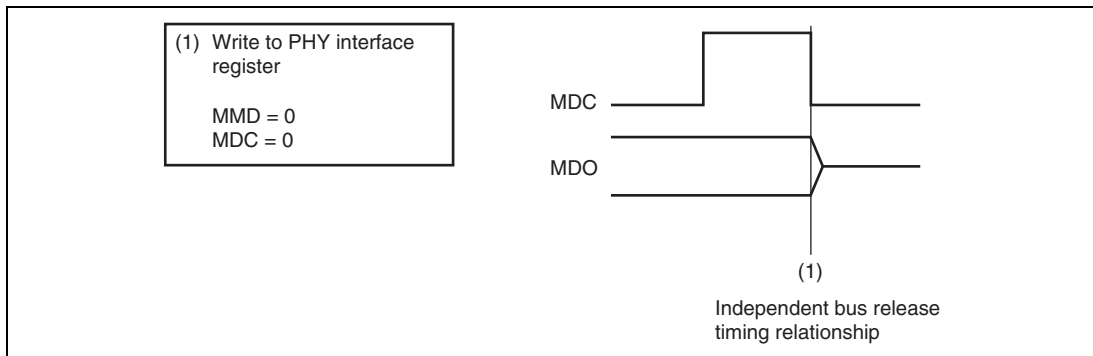 (1) Write to PHY interface
register
MMD = 0
MDC = 0
MDC
MDO
(1)
Independent bus release
timing relationship